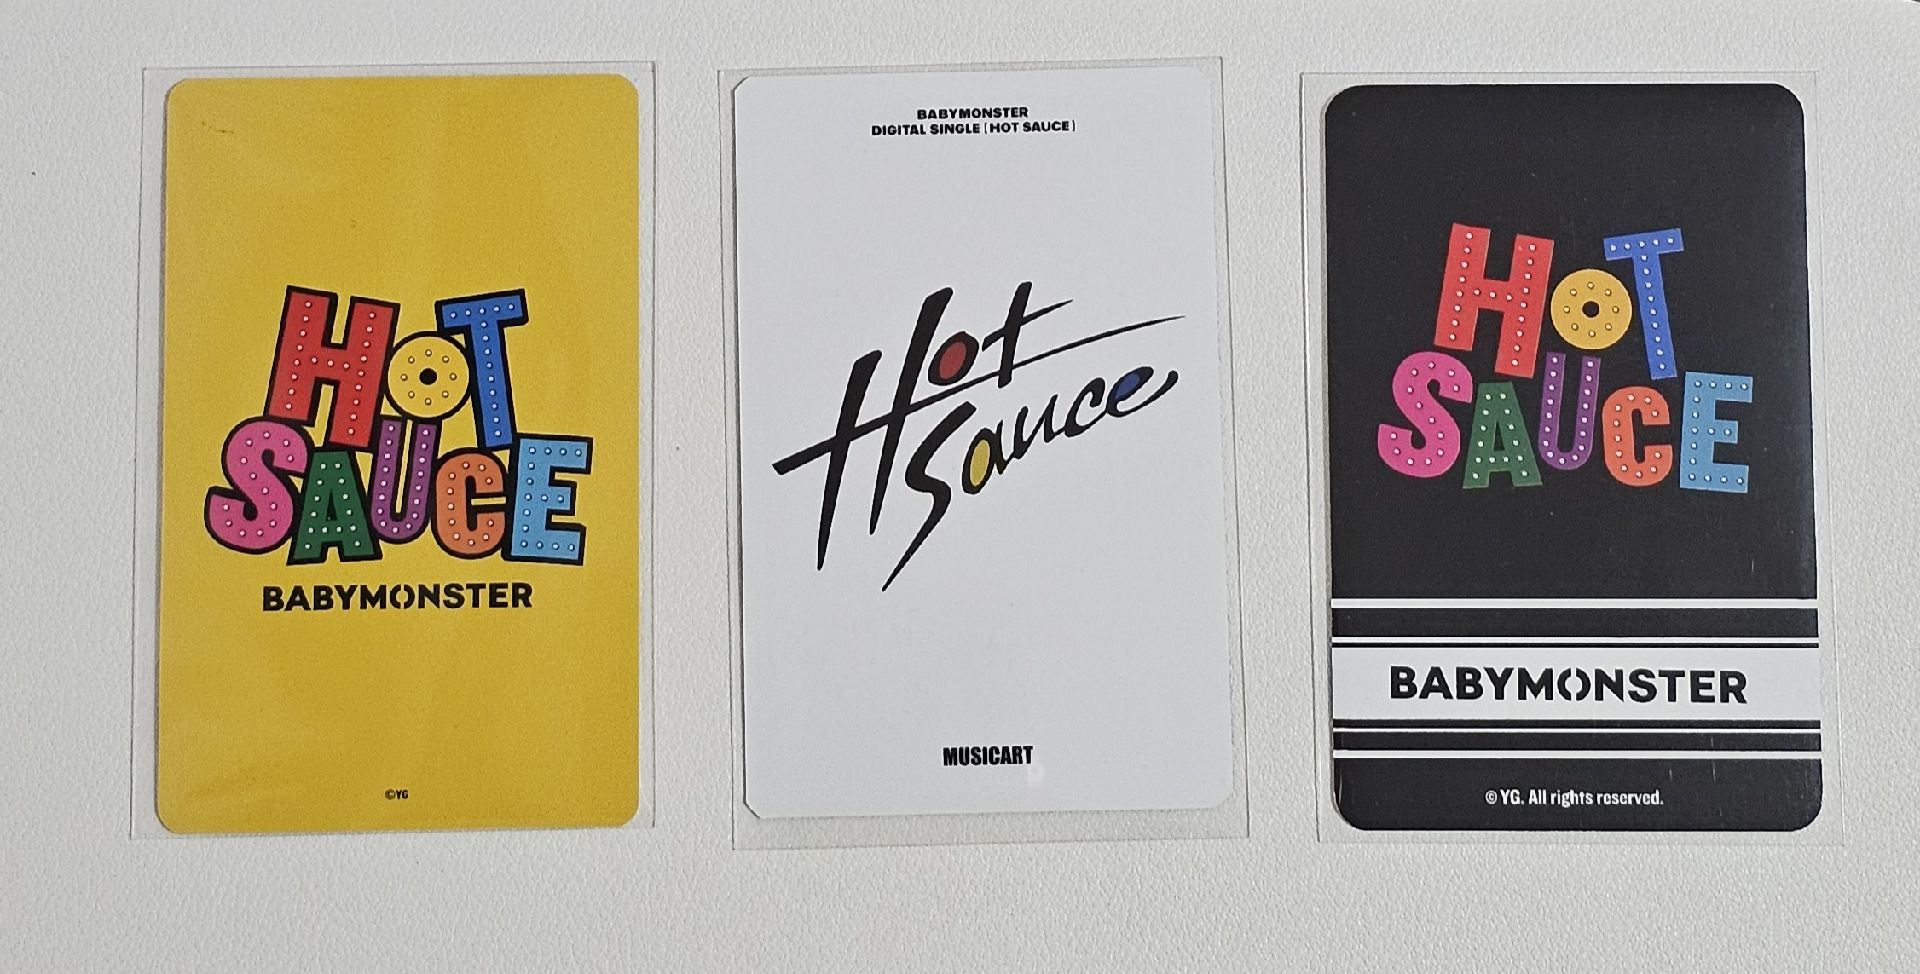 HOT
SAUCE
BABYMONSTER
©YG
BABYMONSTER
DIGITAL SINGLE [HOT SAUCE]
Hot
Sauce
MUSICART
HOT
SAUCE
BABYMONSTER
© YG. All rights reserved.